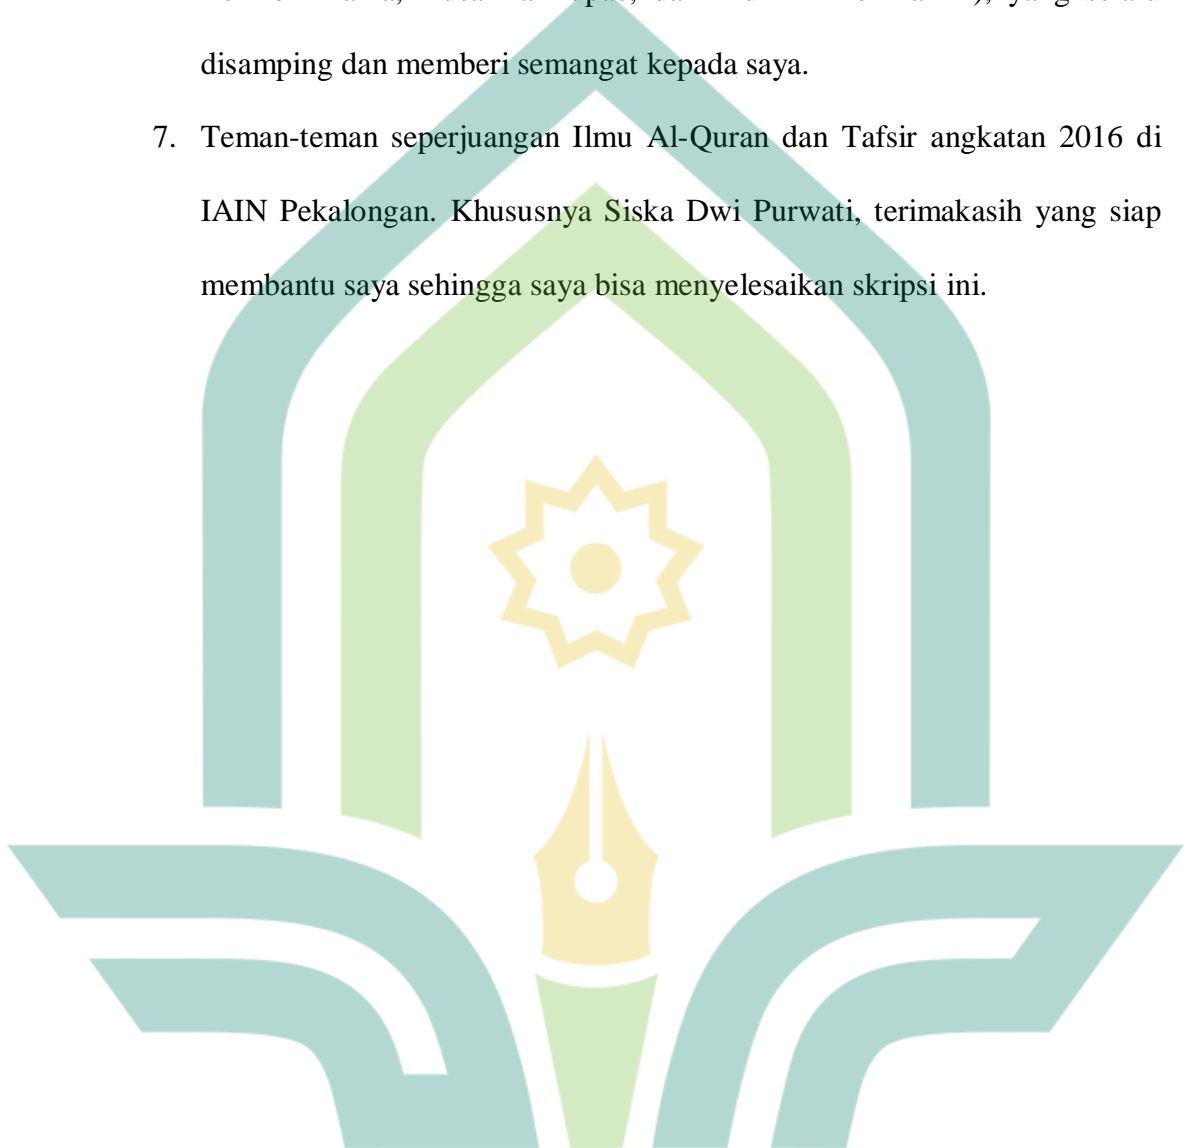 disamping dan memberi semangat kepada saya.
7. Teman-teman seperjuangan Ilmu Al-Quran dan Tafsir angkatan 2016 di
IAIN Pekalongan. Khususnya Siska Dwi Purwati, terimakasih yang siap
membantu saya sehingga saya bisa menyelesaikan skripsi ini.